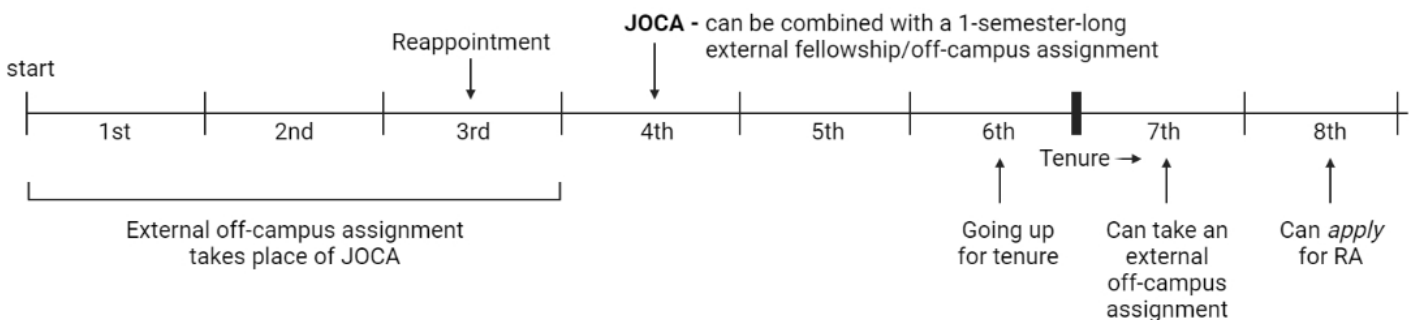 JOCA - can be combined with a 1-semester-long
external fellowship/off-campus assignment
Reappointment
start
1st 2nd 3rd 4th 5th 6th 7th 8th
Tenure →
External off-campus assignment
takes place of JOCA
Going up
for tenure
Can take an
external
off-campus
assignment
Can apply
for RA